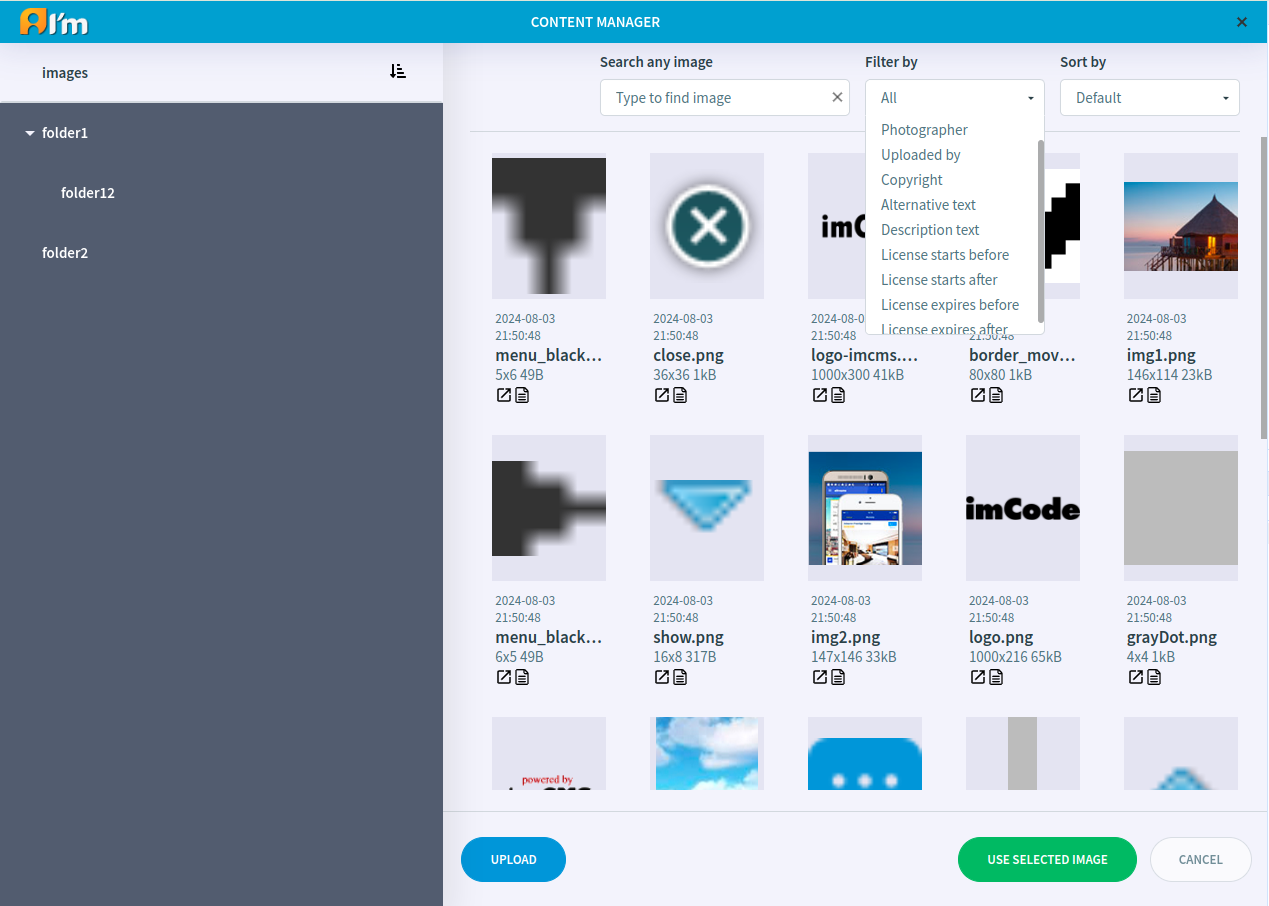 I'm
CONTENT MANAGER
images
Search any image
Filter by
Sort by
Type to find image
All
Default
folder1
folder12
folder2
Photographer
Uploaded by
Copyright
Alternative text
Description text
License starts before
License starts after
License expires before
License expires after
imC
2024-08-03
21:50:48
menu_black...
5x6 49B
2024-08-03
21:50:48
close.png
36x36 1kB
2024-08-03
21:50:48
logo-imcms....
1000x300 41kB
21:50:48
border_mov...
80x80 1kB
2024-08-03
21:50:48
img1.png
146x114 23kB
imCode
2024-08-03
21:50:48
menu_black...
6x5 49B
2024-08-03
21:50:48
show.png
16x8 317B
2024-08-03
21:50:48
img2.png
147x146 33kB
2024-08-03
21:50:48
logo.png
1000x216 65kB
2024-08-03
21:50:48
grayDot.png
4x4 1kB
powered by
UPLOAD
USE SELECTED IMAGE
CANCEL